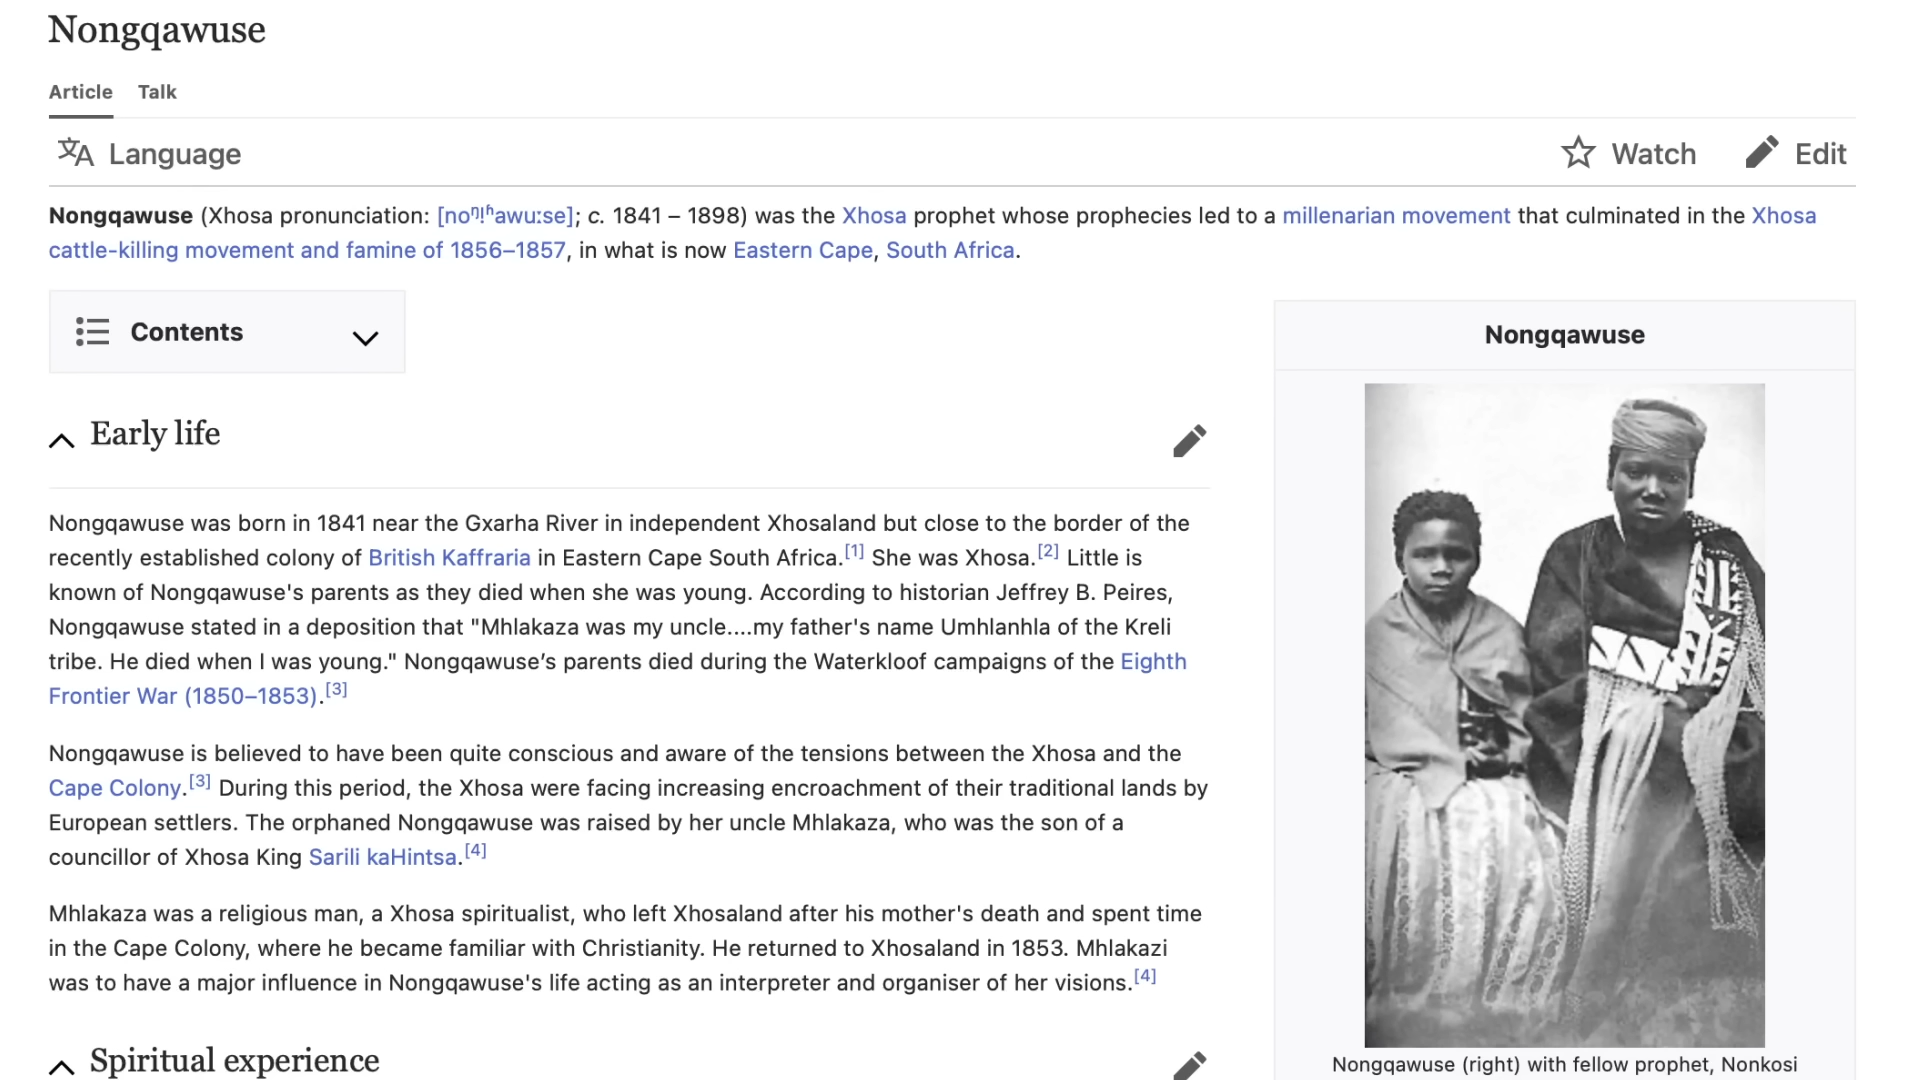 Nongqawuse
Article Talk
Language
Watch Edit
Nongqawuse (Xhosa pronunciation: [noᵑǃʱawuːse]; c. 1841 – 1898) was the Xhosa prophet whose prophecies led to a millenarian movement that culminated in the Xhosa
cattle-killing movement and famine of 1856–1857, in what is now Eastern Cape, South Africa.
Contents
Early life
Nongqawuse was born in 1841 near the Gxarha River in independent Xhosaland but close to the border of the
recently established colony of British Kaffraria in Eastern Cape South Africa.[1] She was Xhosa.[2] Little is
known of Nongqawuse's parents as they died when she was young. According to historian Jeffrey B. Peires,
Nongqawuse stated in a deposition that "Mhlakaza was my uncle....my father's name Umhlanhla of the Kreli
tribe. He died when I was young." Nongqawuse’s parents died during the Waterkloof campaigns of the Eighth
Frontier War (1850–1853).[3]
Nongqawuse is believed to have been quite conscious and aware of the tensions between the Xhosa and the
Cape Colony.[3] During this period, the Xhosa were facing increasing encroachment of their traditional lands by
European settlers. The orphaned Nongqawuse was raised by her uncle Mhlakaza, who was the son of a
councillor of Xhosa King Sarili kaHintsa.[4]
Mhlakaza was a religious man, a Xhosa spiritualist, who left Xhosaland after his mother's death and spent time
in the Cape Colony, where he became familiar with Christianity. He returned to Xhosaland in 1853. Mhlakazi
was to have a major influence in Nongqawuse's life acting as an interpreter and organiser of her visions.[4]
Spiritual experience
Nongqawuse
Nongqawuse (right) with fellow prophet, Nonkosi